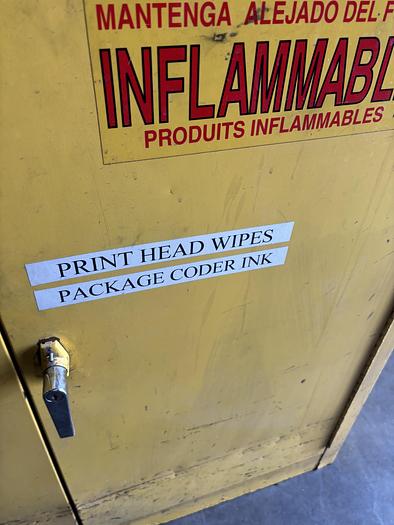 MANTENGA ALEJADO DEL
INFLAMMABL
PRODUITS INFLAMMABLES
PRINT HEAD WIPES
PACKAGE CODER INK